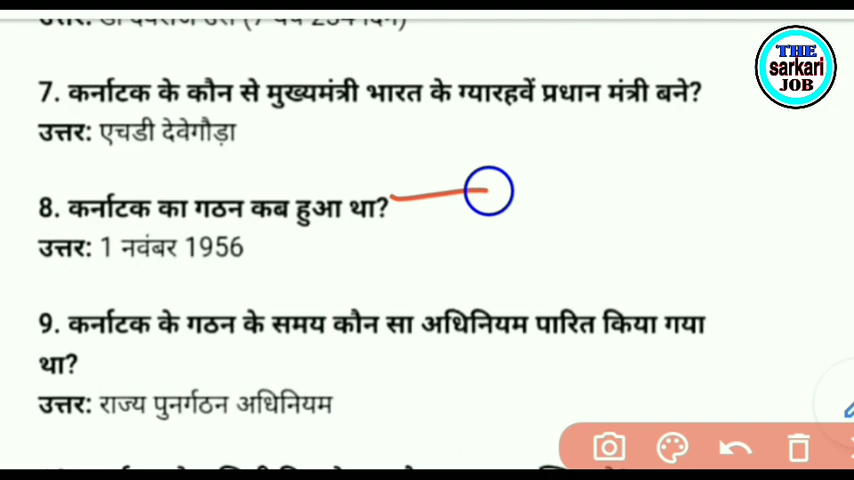 THE
sarkari
JOB
7. कर्नाटक के कौन से मुख्यमंत्री भारत के ग्यारहवें प्रधान मंत्री बने?
उत्तर: एचडी देवेगौड़ा
8. कर्नाटक का गठन कब हुआ था?
उत्तर: 1 नवंबर 1956
9. कर्नाटक के गठन के समय कौन सा अधिनियम पारित किया गया
था?
उत्तर: राज्य पुनर्गठन अधिनियम